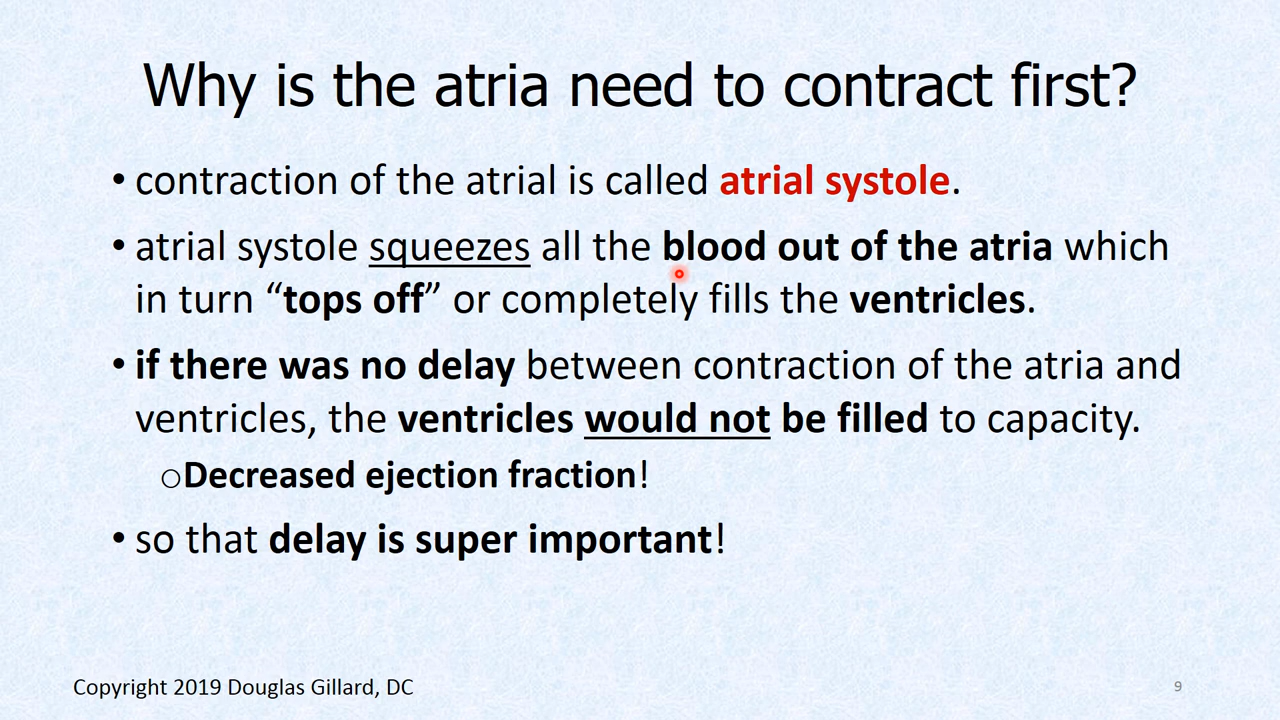 Why is the atria need to contract first?
• contraction of the atrial is called atrial systole.
• atrial systole squeezes all the blood out of the atria which
in turn “tops off” or completely fills the ventricles.
• if there was no delay between contraction of the atria and
ventricles, the ventricles would not be filled to capacity.
○Decreased ejection fraction!
• so that delay is super important!
Copyright 2019 Douglas Gillard, DC
9